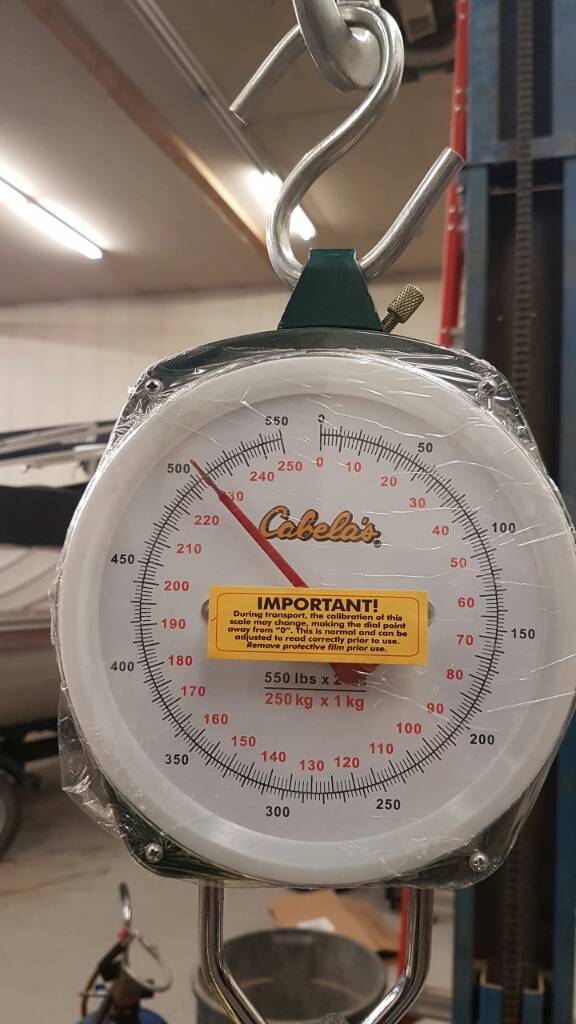 550 0 50
500 250 0 10
240 20
230 30
220 Cabela's 40 100
210 50
450 200 IMPORTANT! 60
During transport, the calibration of this
scale may change, making the dial point
away from "0". This is normal and can be
adjusted to read correctly prior to use.
Remove protective film prior use.
190 70 150
400 180 550 lbs x 2 80
170 250 kg x 1 kg 90
160 100 200
150 140 130 120 110
350 300 250